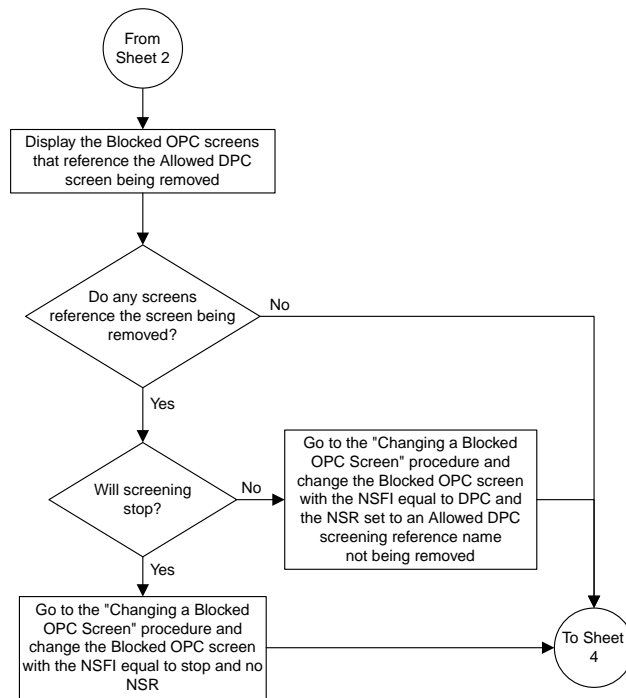 From
Sheet 2
Display the Blocked OPC screens
that reference the Allowed DPC
screen being removed
Do any screens
reference the screen being
removed?
No
Yes
Will screening
stop?
No
Go to the "Changing a Blocked
OPC Screen" procedure and
change the Blocked OPC screen
with the NSFI equal to DPC and
the NSR set to an Allowed DPC
screening reference name
not being removed
Yes
Go to the "Changing a Blocked
OPC Screen" procedure and
change the Blocked OPC screen
with the NSFI equal to stop and no
NSR
To Sheet
4